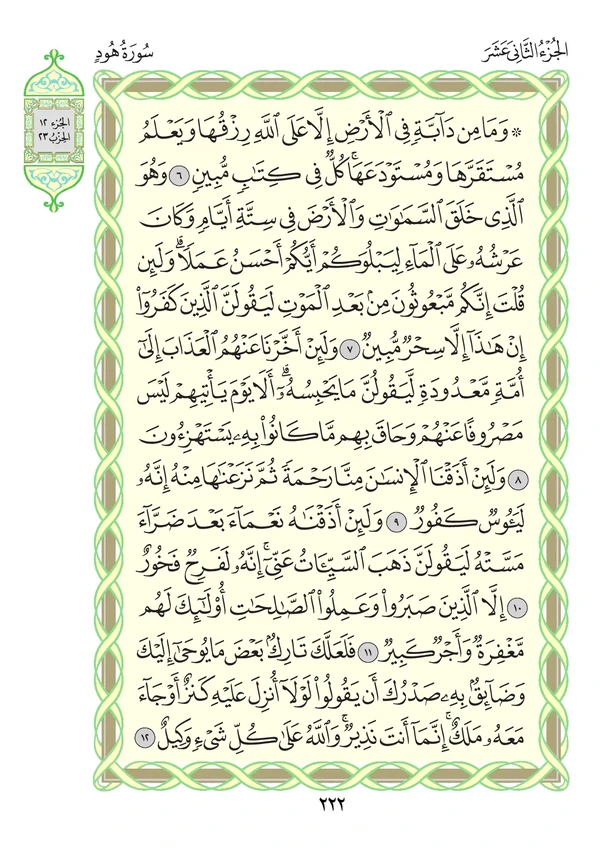 الجُزْءُ الثَّانِي عَشَرَ
سُورَةُ هُودٍ
الجزء ١٢
الحِزْبُ ٢٣
۞ وَمَا مِن دَآبَّةٍ فِي ٱلْأَرْضِ إِلَّا عَلَى ٱللَّهِ رِزْقُهَا وَيَعْلَمُ
مُسْتَقَرَّهَا وَمُسْتَوْدَعَهَاۚ كُلٌّ فِي كِتَٰبٍ مُّبِينٍ ٦ وَهُوَ
ٱلَّذِي خَلَقَ ٱلسَّمَٰوَٰتِ وَٱلْأَرْضَ فِي سِتَّةِ أَيَّامٍ وَكَانَ
عَرْشُهُۥ عَلَى ٱلْمَآءِ لِيَبْلُوَكُمْ أَيُّكُمْ أَحْسَنُ عَمَلًاۗ وَلَئِن
قُلْتَ إِنَّكُم مَّبْعُوثُونَ مِنۢ بَعْدِ ٱلْمَوْتِ لَيَقُولَنَّ ٱلَّذِينَ كَفَرُوٓا۟
إِنْ هَٰذَآ إِلَّا سِحْرٌ مُّبِينٌ ٧ وَلَئِنْ أَخَّرْنَا عَنْهُمُ ٱلْعَذَابَ إِلَىٰٓ
أُمَّةٍ مَّعْدُودَةٍ لَّيَقُولُنَّ مَا يَحْبِسُهُۥٓۗ أَلَا يَوْمَ يَأْتِيهِمْ لَيْسَ
مَصْرُوفًا عَنْهُمْ وَحَاقَ بِهِم مَّا كَانُوا۟ بِهِۦ يَسْتَهْزِءُونَ
٨ وَلَئِنْ أَذَقْنَا ٱلْإِنسَٰنَ مِنَّا رَحْمَةً ثُمَّ نَزَعْنَٰهَا مِنْهُ إِنَّهُۥ
لَيَـُٔوسٌ كَفُورٌ ٩ وَلَئِنْ أَذَقْنَٰهُ نَعْمَآءَ بَعْدَ ضَرَّآءَ
مَسَّتْهُ لَيَقُولَنَّ ذَهَبَ ٱلسَّيِّـَٔاتُ عَنِّيٓۚ إِنَّهُۥ لَفَرِحٌ فَخُورٌ
١٠ إِلَّا ٱلَّذِينَ صَبَرُوا۟ وَعَمِلُوا۟ ٱلصَّٰلِحَٰتِ أُو۟لَٰٓئِكَ لَهُم
مَّغْفِرَةٌ وَأَجْرٌ كَبِيرٌ ١١ فَلَعَلَّكَ تَارِكٌۢ بَعْضَ مَا يُوحَىٰٓ إِلَيْكَ
وَضَآئِقٌۢ بِهِۦ صَدْرُكَ أَن يَقُولُوا۟ لَوْلَآ أُنزِلَ عَلَيْهِ كَنزٌ أَوْ جَآءَ
مَعَهُۥ مَلَكٌۚ إِنَّمَآ أَنتَ نَذِيرٌۚ وَٱللَّهُ عَلَىٰ كُلِّ شَيْءٍ وَكِيلٌ ١٢
٢٢٢